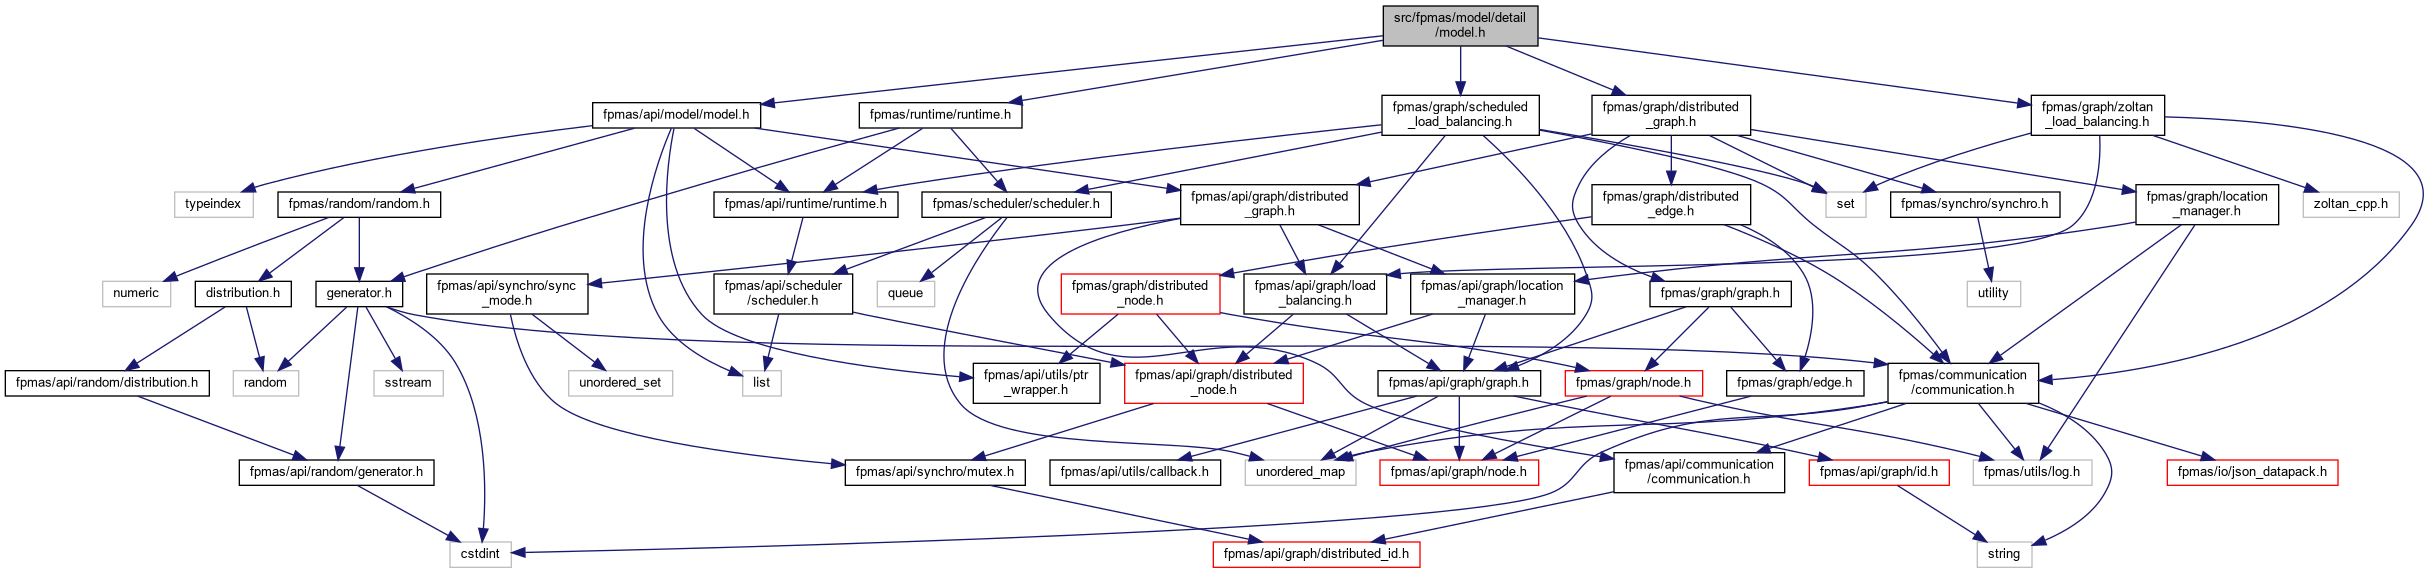 src/fpmas/model/detail
/model.h
fpmas/api/model/model.h
fpmas/runtime/runtime.h
fpmas/graph/scheduled
_load_balancing.h
fpmas/graph/distributed
_graph.h
fpmas/graph/zoltan
_load_balancing.h
typeindex
fpmas/random/random.h
fpmas/api/runtime/runtime.h
fpmas/scheduler/scheduler.h
fpmas/api/graph/distributed
_graph.h
fpmas/graph/distributed
_edge.h
set
fpmas/synchro/synchro.h
fpmas/graph/location
_manager.h
zoltan_cpp.h
numeric
distribution.h
generator.h
fpmas/api/synchro/sync
_mode.h
fpmas/api/scheduler
/scheduler.h
queue
fpmas/graph/distributed
_node.h
fpmas/api/graph/load
_balancing.h
fpmas/api/graph/location
_manager.h
fpmas/graph/graph.h
utility
fpmas/api/random/distribution.h
random
sstream
unordered_set
list
fpmas/api/utils/ptr
_wrapper.h
fpmas/api/graph/distributed
_node.h
fpmas/api/graph/graph.h
fpmas/graph/node.h
fpmas/graph/edge.h
fpmas/communication
/communication.h
fpmas/api/random/generator.h
fpmas/api/synchro/mutex.h
fpmas/api/utils/callback.h
unordered_map
fpmas/api/graph/node.h
fpmas/api/communication
/communication.h
fpmas/api/graph/id.h
fpmas/utils/log.h
fpmas/io/json_datapack.h
cstdint
fpmas/api/graph/distributed_id.h
string